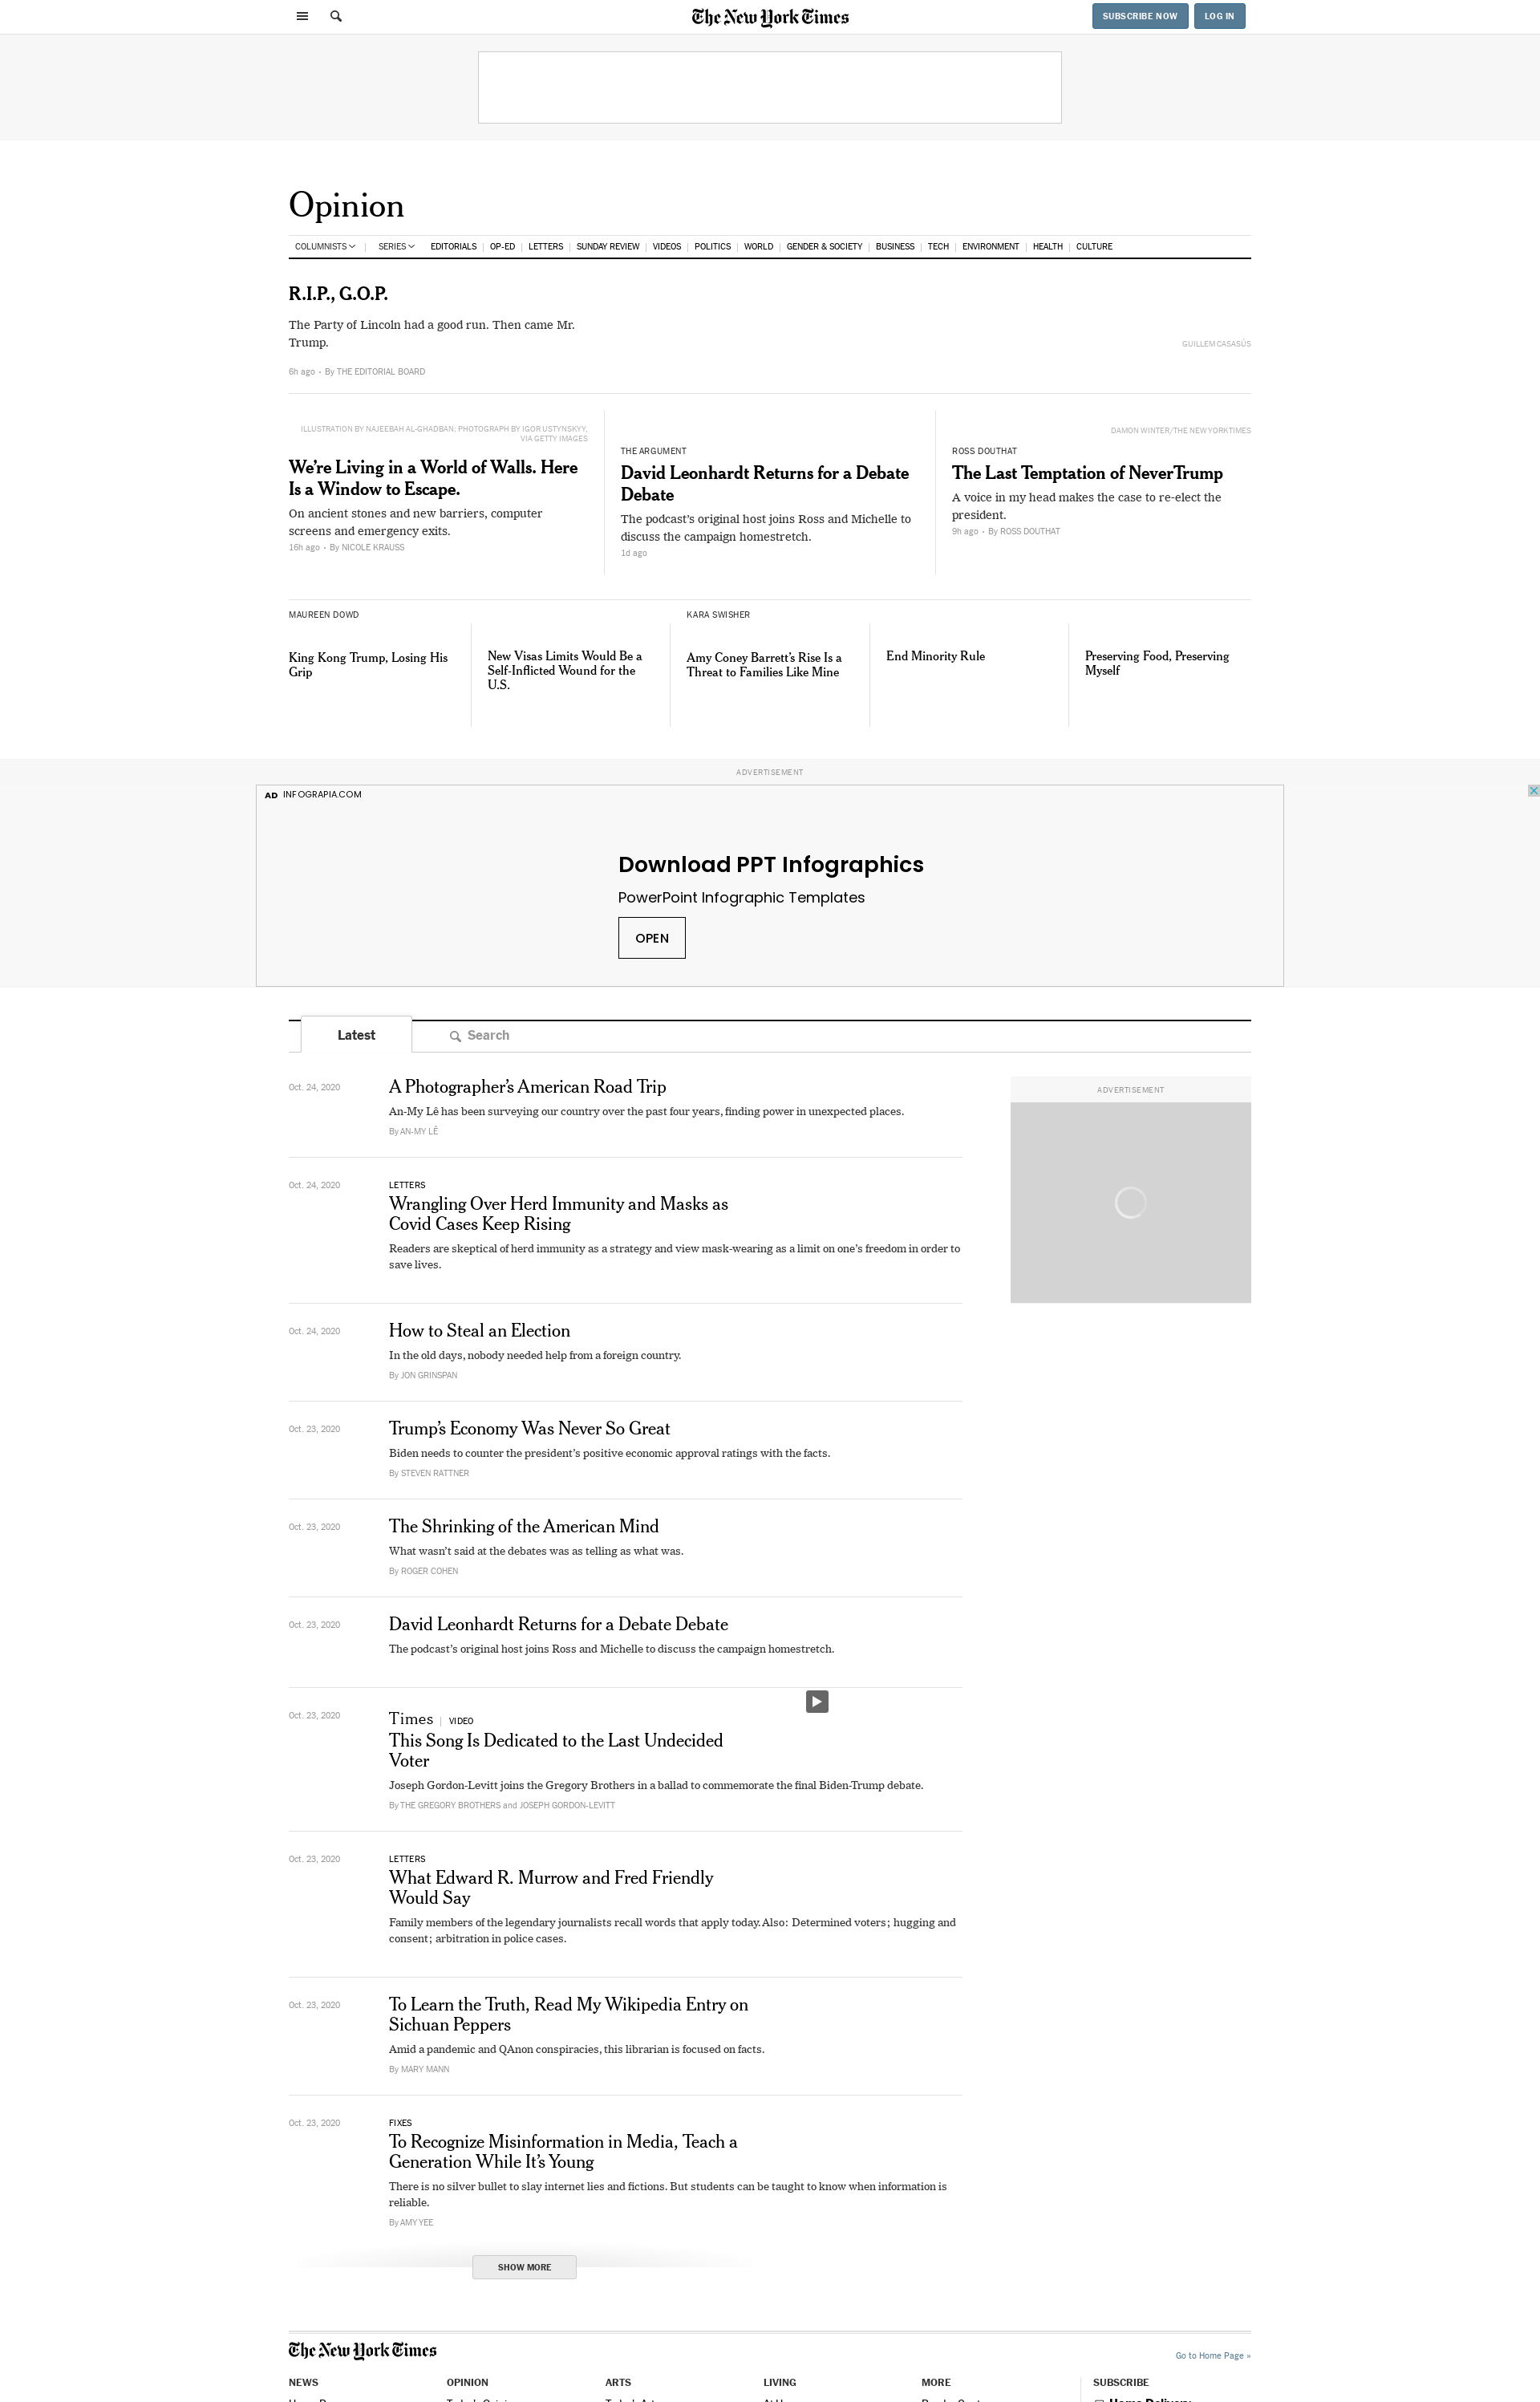 The New York Times
SUBSCRIBE NOW
LOG IN
Opinion
COLUMNISTS
SERIES
EDITORIALS
OP-ED
LETTERS
SUNDAY REVIEW
VIDEOS
POLITICS
WORLD
GENDER & SOCIETY
BUSINESS
TECH
ENVIRONMENT
HEALTH
CULTURE
R.I.P., G.O.P.
The Party of Lincoln had a good run. Then came Mr.
Trump.
GUILLEM CASASÚS
6h ago • By THE EDITORIAL BOARD
ILLUSTRATION BY NAJEEBAH AL-GHADBAN; PHOTOGRAPH BY IGOR USTYNSKYY,
VIA GETTY IMAGES
We’re Living in a World of Walls. Here
Is a Window to Escape.
On ancient stones and new barriers, computer
screens and emergency exits.
16h ago • By NICOLE KRAUSS
THE ARGUMENT
David Leonhardt Returns for a Debate
Debate
The podcast’s original host joins Ross and Michelle to
discuss the campaign homestretch.
1d ago
DAMON WINTER/THE NEW YORK TIMES
ROSS DOUTHAT
The Last Temptation of NeverTrump
A voice in my head makes the case to re-elect the
president.
9h ago • By ROSS DOUTHAT
MAUREEN DOWD
King Kong Trump, Losing His
Grip
New Visas Limits Would Be a
Self-Inflicted Wound for the
U.S.
KARA SWISHER
Amy Coney Barrett’s Rise Is a
Threat to Families Like Mine
End Minority Rule
Preserving Food, Preserving
Myself
ADVERTISEMENT
AD INFOGRAPIA.COM
Download PPT Infographics
PowerPoint Infographic Templates
OPEN
Latest
Search
ADVERTISEMENT
Oct. 24, 2020
A Photographer’s American Road Trip
An-My Lê has been surveying our country over the past four years, finding power in unexpected places.
By AN-MY LÊ
Oct. 24, 2020
LETTERS
Wrangling Over Herd Immunity and Masks as
Covid Cases Keep Rising
Readers are skeptical of herd immunity as a strategy and view mask-wearing as a limit on one’s freedom in order to
save lives.
Oct. 24, 2020
How to Steal an Election
In the old days, nobody needed help from a foreign country.
By JON GRINSPAN
Oct. 23, 2020
Trump’s Economy Was Never So Great
Biden needs to counter the president’s positive economic approval ratings with the facts.
By STEVEN RATTNER
Oct. 23, 2020
The Shrinking of the American Mind
What wasn’t said at the debates was as telling as what was.
By ROGER COHEN
Oct. 23, 2020
David Leonhardt Returns for a Debate Debate
The podcast’s original host joins Ross and Michelle to discuss the campaign homestretch.
Oct. 23, 2020
Times | VIDEO
This Song Is Dedicated to the Last Undecided
Voter
Joseph Gordon-Levitt joins the Gregory Brothers in a ballad to commemorate the final Biden-Trump debate.
By THE GREGORY BROTHERS and JOSEPH GORDON-LEVITT
Oct. 23, 2020
LETTERS
What Edward R. Murrow and Fred Friendly
Would Say
Family members of the legendary journalists recall words that apply today. Also: Determined voters; hugging and
consent; arbitration in police cases.
Oct. 23, 2020
To Learn the Truth, Read My Wikipedia Entry on
Sichuan Peppers
Amid a pandemic and QAnon conspiracies, this librarian is focused on facts.
By MARY MANN
Oct. 23, 2020
FIXES
To Recognize Misinformation in Media, Teach a
Generation While It’s Young
There is no silver bullet to slay internet lies and fictions. But students can be taught to know when information is
reliable.
By AMY YEE
SHOW MORE
The New York Times
Go to Home Page »
NEWS
OPINION
ARTS
LIVING
MORE
SUBSCRIBE